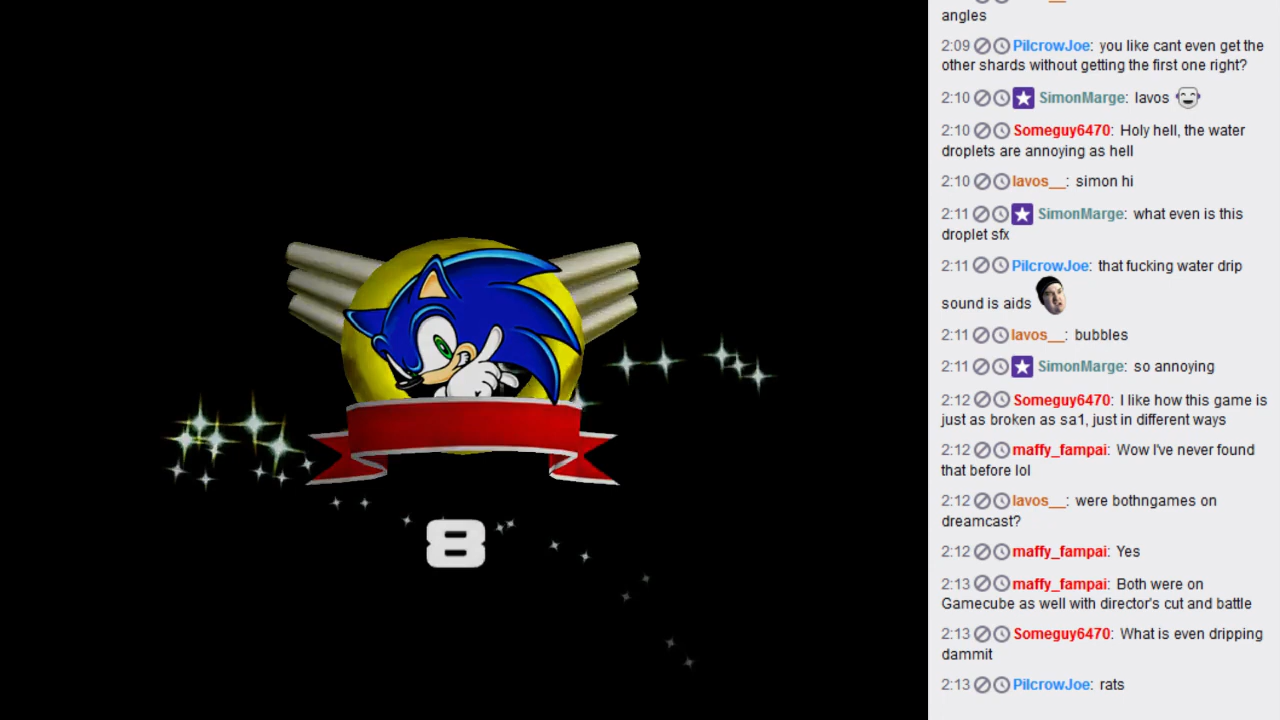 angles
2:09 PilcrowJoe: you like cant even get the
other shards without getting the first one right?
2:10 SimonMarge: lavos
2:10 Someguy6470: Holy hell, the water
droplets are annoying as hell
2:10 lavos__: simon hi
2:11 SimonMarge: what even is this
droplet sfx
2:11 PilcrowJoe: that fucking water drip
sound is aids
2:11 lavos__: bubbles
2:11 SimonMarge: so annoying
2:12 Someguy6470: I like how this game is
just as broken as sa1, just in different ways
2:12 maffy_fampai: Wow I've never found
that before lol
2:12 lavos__: were bothngames on
dreamcast?
2:12 maffy_fampai: Yes
2:13 maffy_fampai: Both were on
Gamecube as well with director's cut and battle
2:13 Someguy6470: What is even dripping
dammit
2:13 PilcrowJoe: rats
8